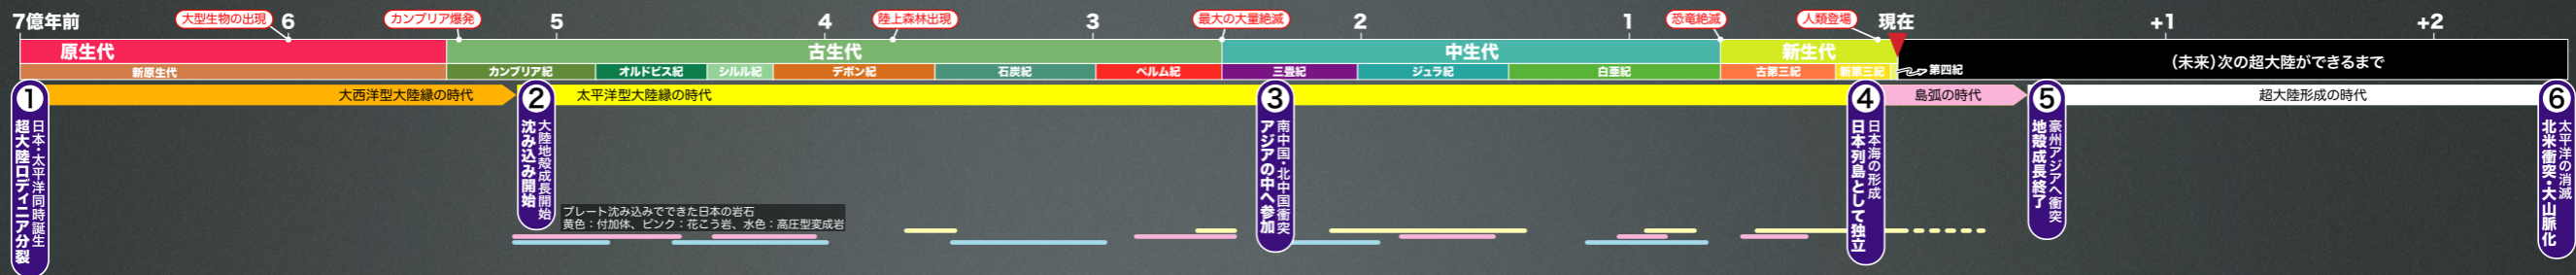 7億年前
大型生物の出現
6
カンブリア爆発
5
4
陸上森林出現
3
最大の大量絶滅
2
1
恐竜絶滅
人類登場
現在
+1
+2
原生代
古生代
中生代
新生代
(未来)次の超大陸ができるまで
新原生代
カンブリア紀
オルドビス紀
シルル紀
デボン紀
石炭紀
ペルム紀
三畳紀
ジュラ紀
白亜紀
古第三紀
新第三紀
第四紀
大西洋型大陸縁の時代
太平洋型大陸縁の時代
島弧の時代
超大陸形成の時代
①
日本・太平洋同時誕生
超大陸ロディニア分裂
②
大陸地殻成長開始
沈み込み開始
プレート沈み込みでできた日本の岩石
黄色:付加体、ピンク:花こう岩、水色:高圧型変成岩
③
南中国・北中国衝突
アジアの中へ参加
④
日本海の形成
日本列島として独立
⑤
豪州アジアへ衝突
地殻成長終了
⑥
太平洋の消滅
北米衝突・大山脈化